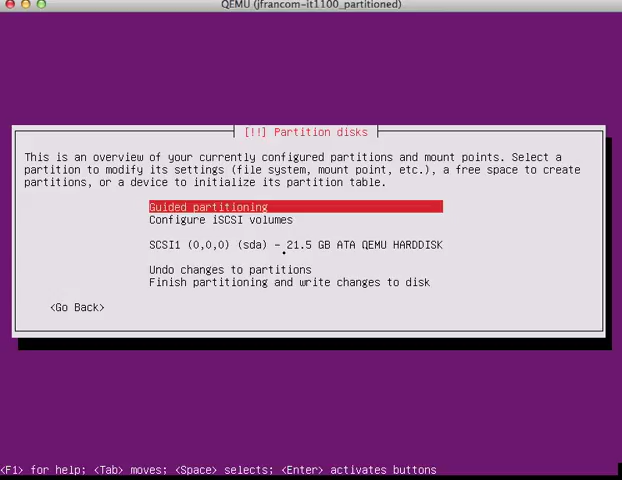 QEMU (jfrancom-it1100_partitioned)
[!!] Partition disks
This is an overview of your currently configured partitions and mount points. Select a
partition to modify its settings (file system, mount point, etc.), a free space to create
partitions, or a device to initialize its partition table.
Guided partitioning
Configure iSCSI volumes
SCSI1 (0,0,0) (sda) - 21.5 GB ATA QEMU HARDDISK
Undo changes to partitions
Finish partitioning and write changes to disk
<Go Back>
<F1> for help; <Tab> moves; <Space> selects; <Enter> activates buttons